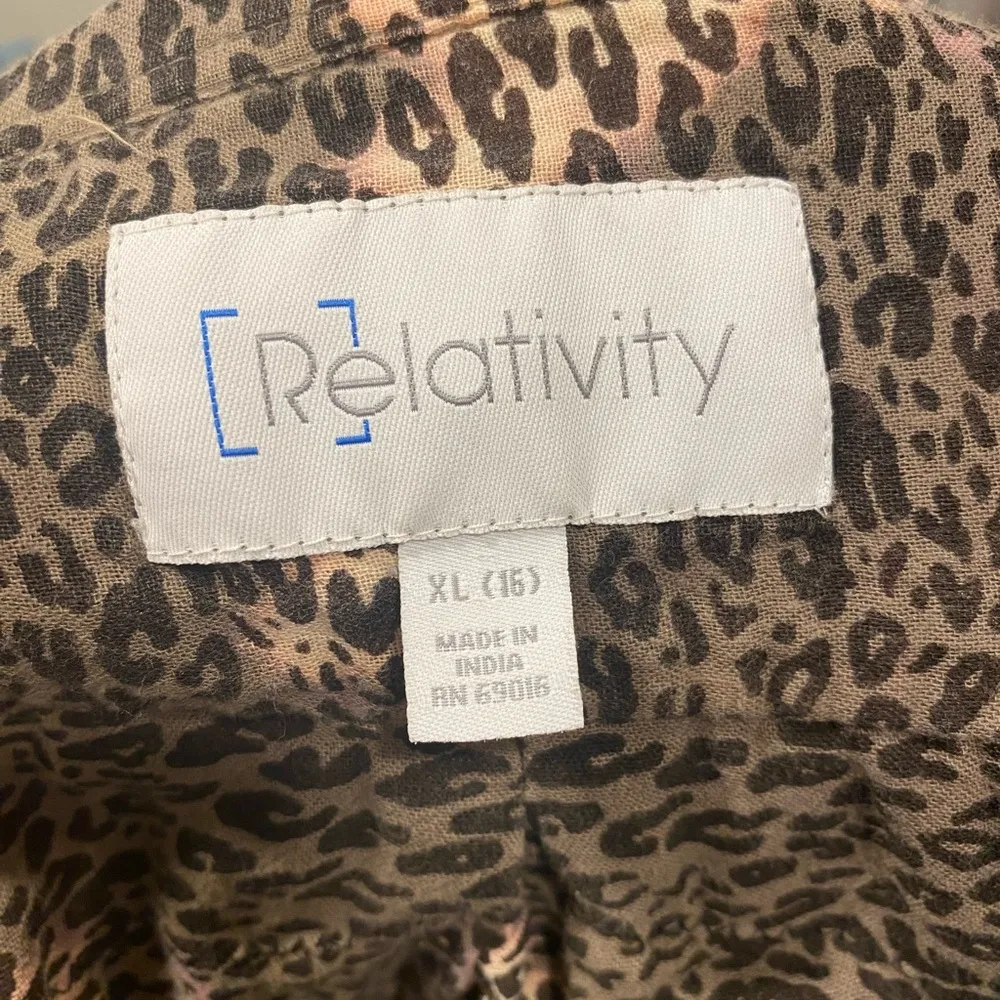 [Relativity
XL (16)
MADE IN
INDIA
RN 69016